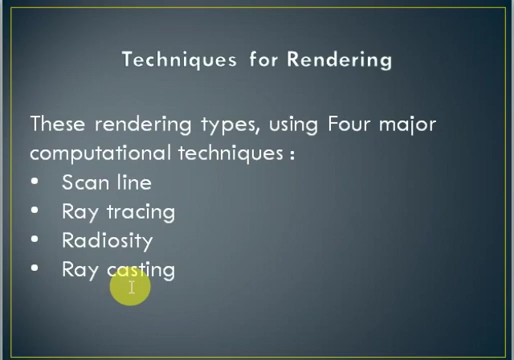 Techniques for Rendering
These rendering types, using Four major
computational techniques :
• Scan line
• Ray tracing
• Radiosity
• Ray casting